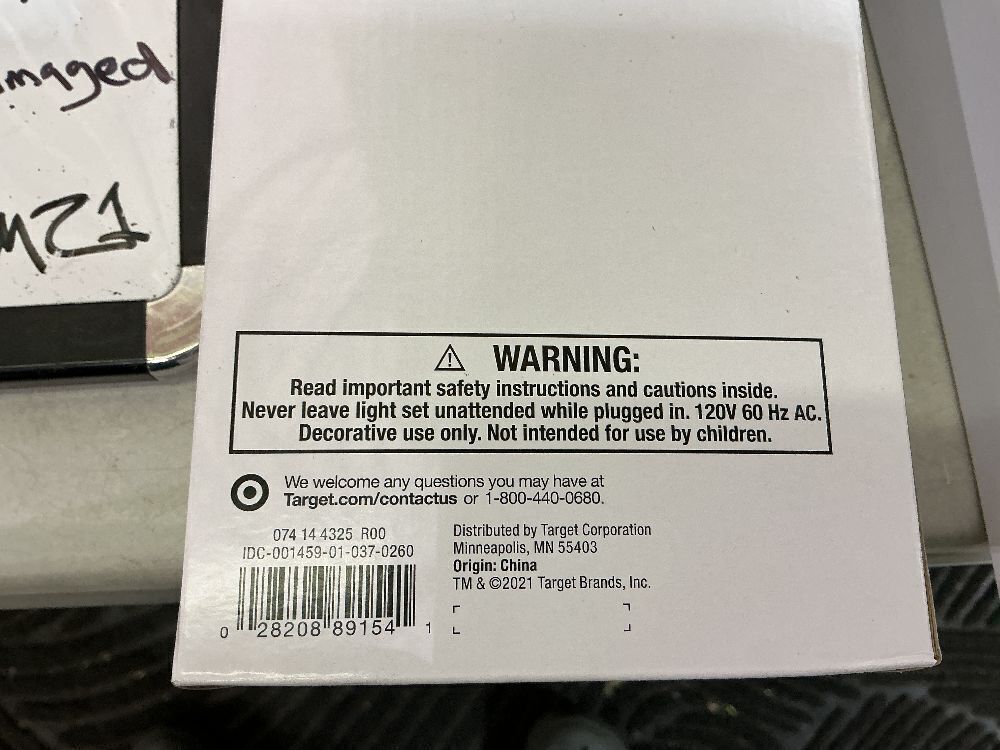 WARNING:
Read important safety instructions and cautions inside.
Never leave light set unattended while plugged in. 120V 60 Hz AC.
Decorative use only. Not intended for use by children.
We welcome any questions you may have at
Target.com/contactus or 1-800-440-0680.
074 14 4325 R00
IDC-001459-01-037-0260
0 28208 89154 1
Distributed by Target Corporation
Minneapolis, MN 55403
Origin: China
TM & ©2021 Target Brands, Inc.